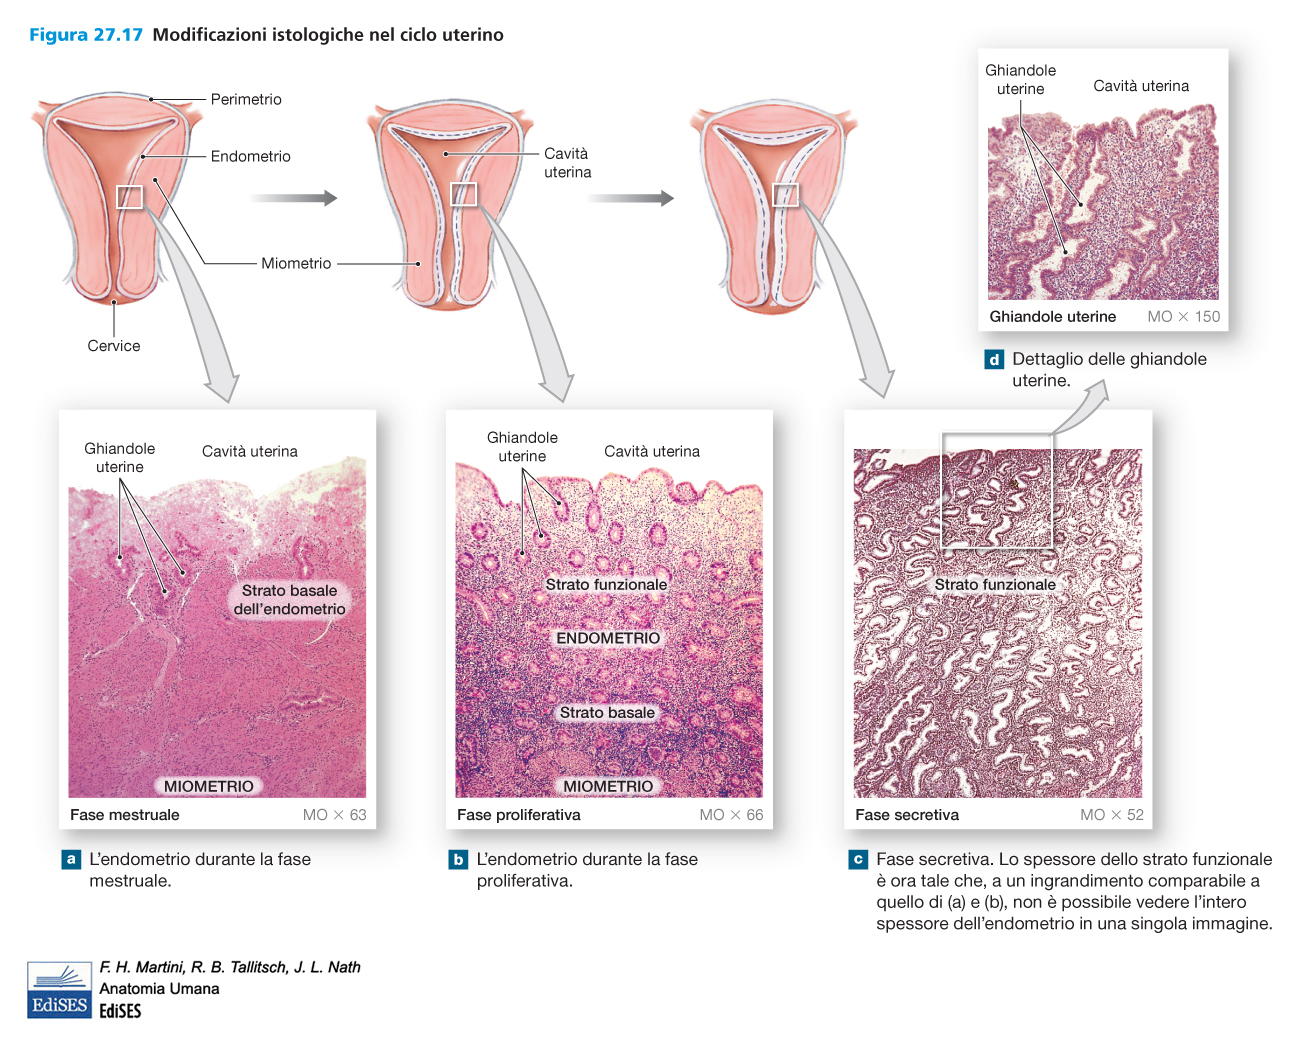 Figura 27.17 Modificazioni istologiche nel ciclo uterino
Perimetrio
Endometrio
Miometrio
Cervice
Cavità
uterina
Ghiandole
uterine
Cavità uterina
Ghiandole uterine MO × 150
d Dettaglio delle ghiandole
uterine.
Ghiandole
uterine
Cavità uterina
Strato basale
dell'endometrio
MIOMETRIO
Fase mestruale MO × 63
a L'endometrio durante la fase
mestruale.
Ghiandole
uterine
Cavità uterina
Strato funzionale
ENDOMETRIO
Strato basale
MIOMETRIO
Fase proliferativa MO × 66
b L'endometrio durante la fase
proliferativa.
Strato funzionale
Fase secretiva MO × 52
c Fase secretiva. Lo spessore dello strato funzionale
è ora tale che, a un ingrandimento comparabile a
quello di (a) e (b), non è possibile vedere l'intero
spessore dell'endometrio in una singola immagine.
EdiSES
F. H. Martini, R. B. Tallitsch, J. L. Nath
Anatomia Umana
EdiSES